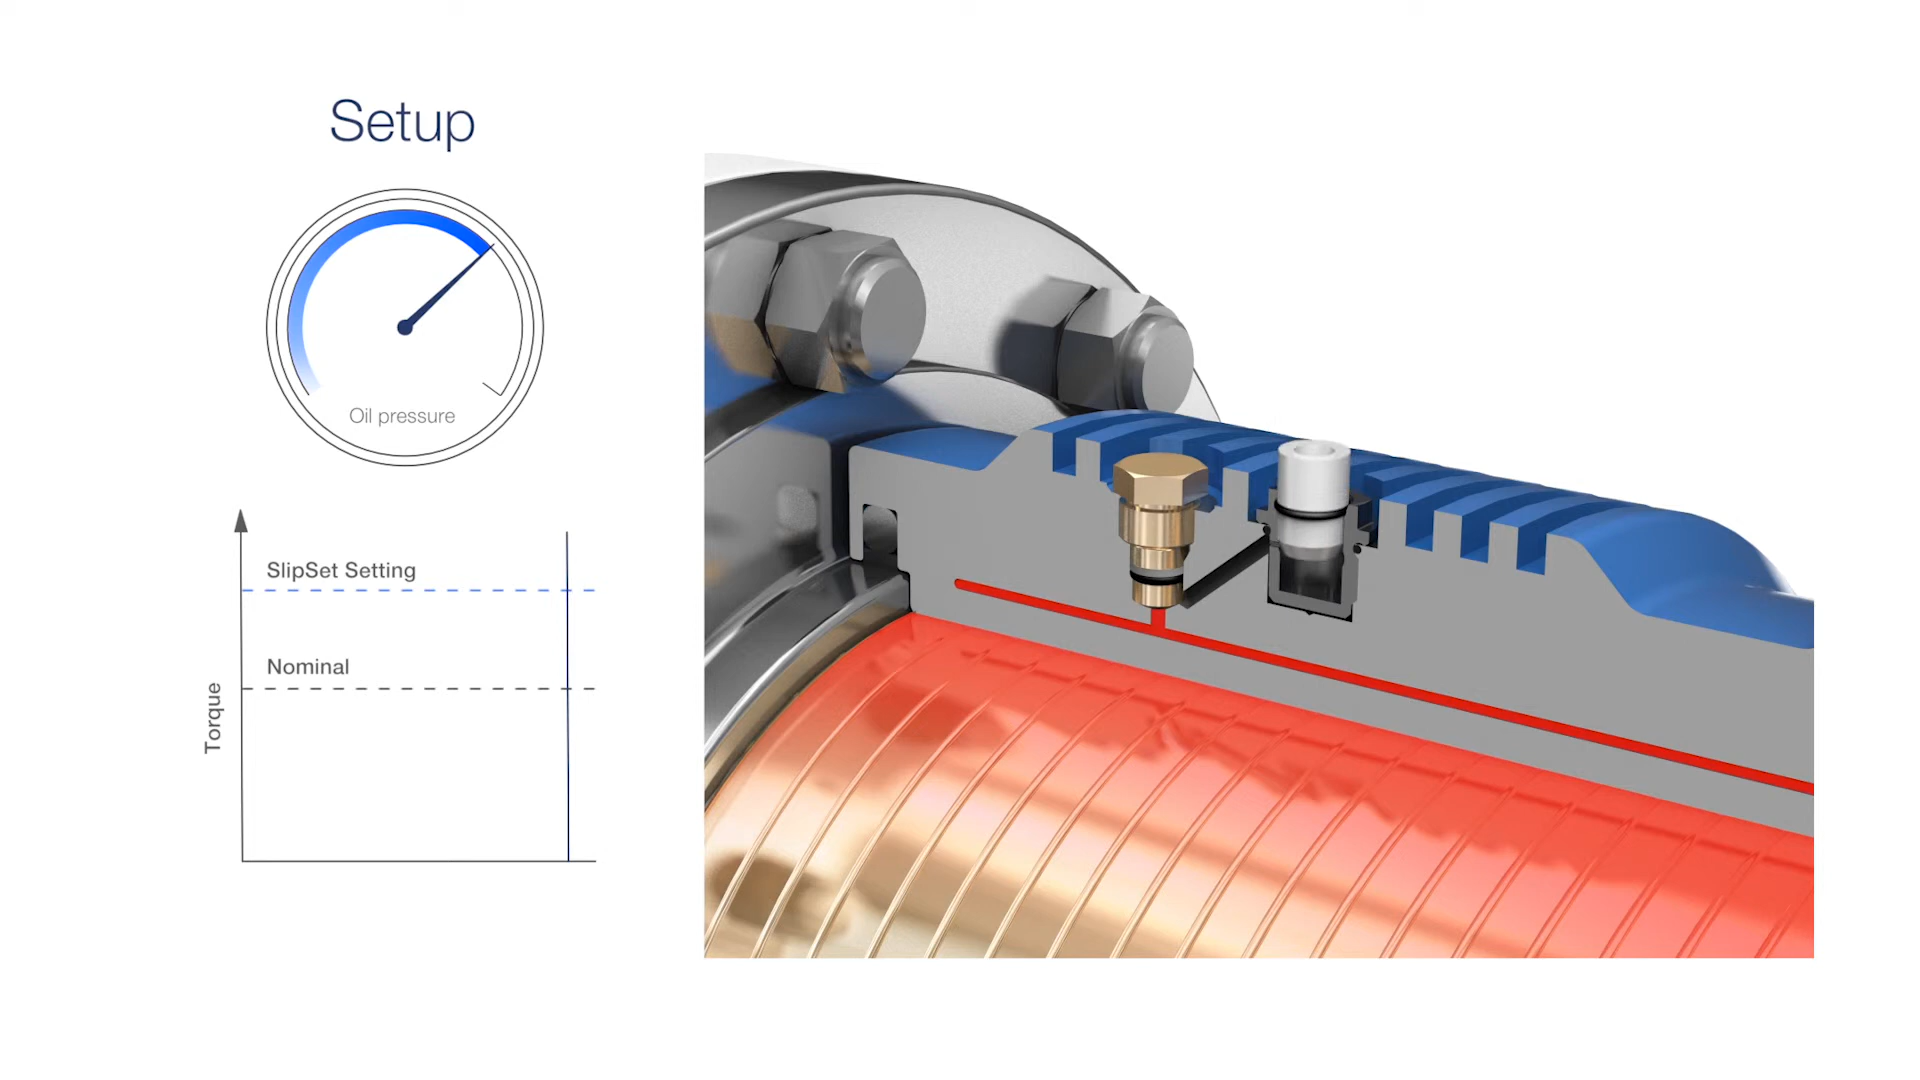 Setup
Oil pressure
SlipSet Setting
Nominal
Torque